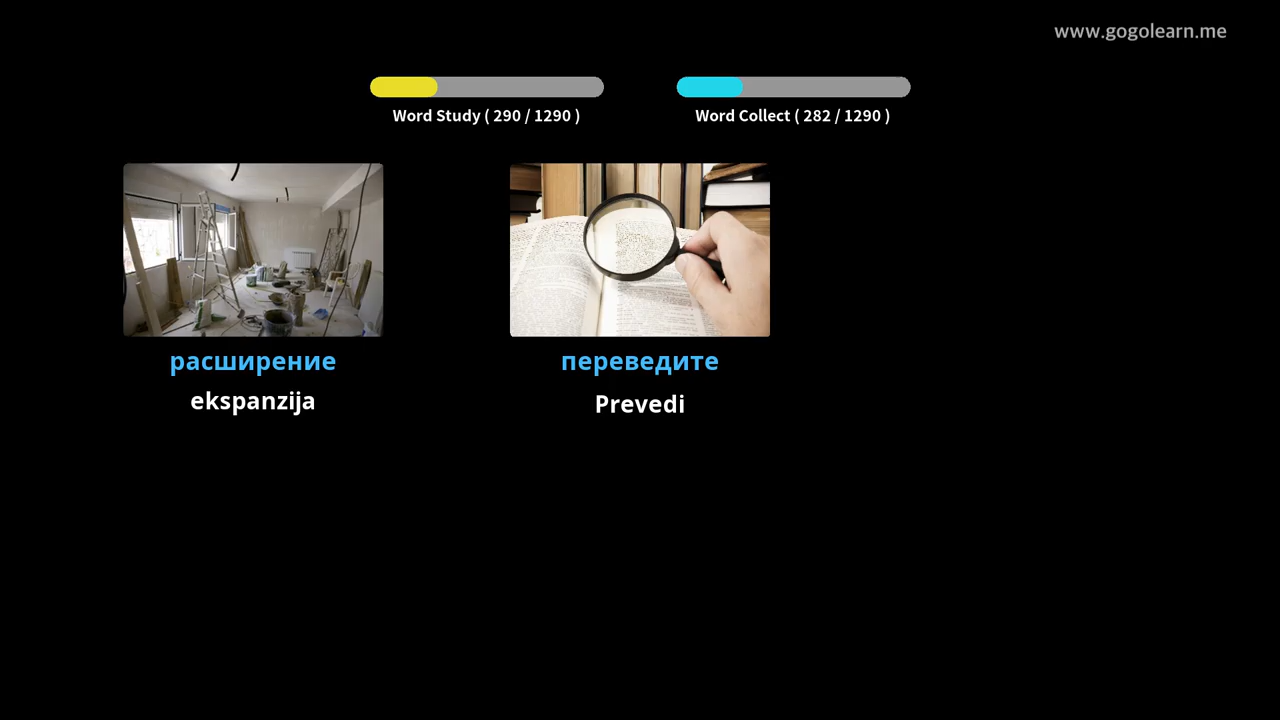 www.gogolearn.me
Word Study ( 290 / 1290 )
Word Collect ( 282 / 1290 )
расширение
ekspanzija
переведите
Prevedi